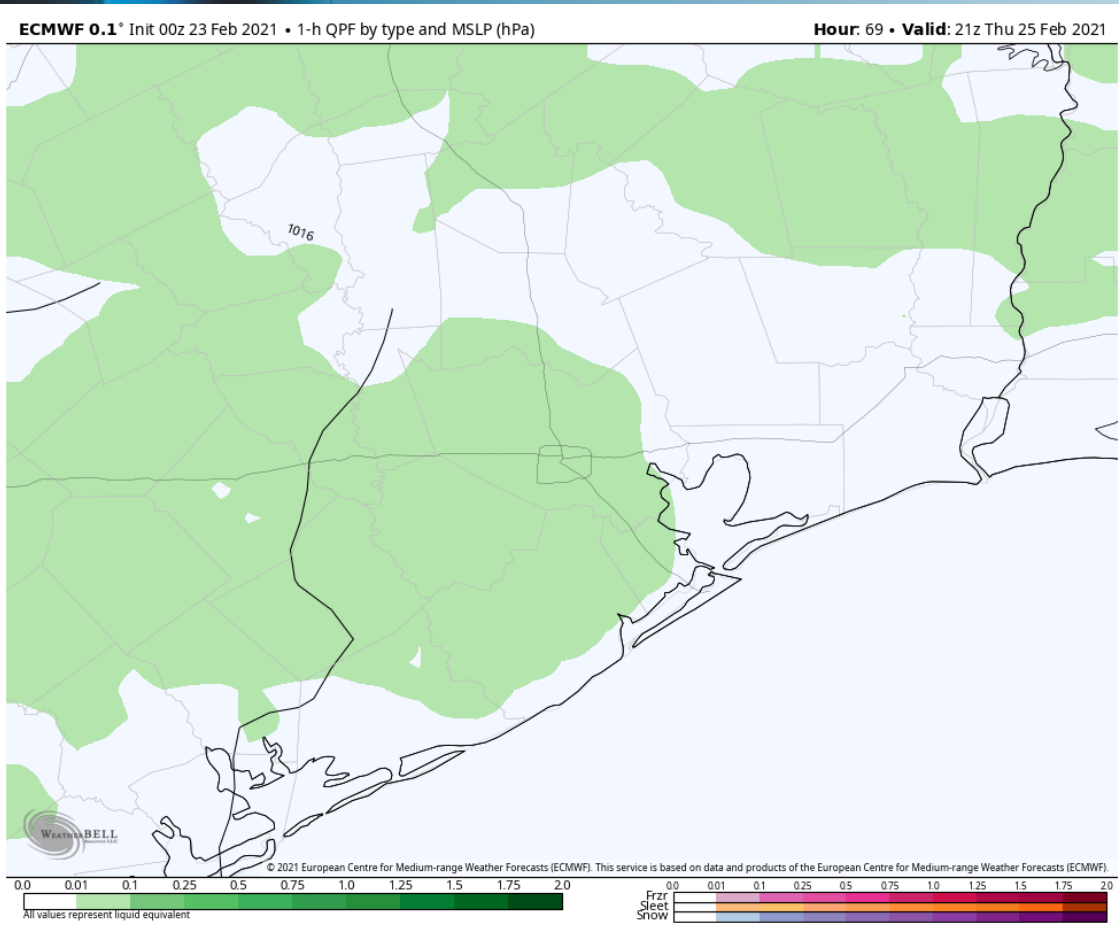 ECMWF 0.1° Init 00z 23 Feb 2021 • 1-h QPF by type and MSLP (hPa)
Hour: 69 • Valid: 21z Thu 25 Feb 2021
1016
WEATHERBELL
© 2021 European Centre for Medium-range Weather Forecasts (ECMWF). This service is based on data and products of the European Centre for Medium-range Weather Forecasts (ECMWF).
0.0 0.01 0.1 0.25 0.5 0.75 1.0 1.25 1.5 1.75 2.0
All values represent liquid equivalent
0.0 0.01 0.1 0.25 0.5 0.75 1.0 1.25 1.5 1.75 2.0
Frzr
Sleet
Snow